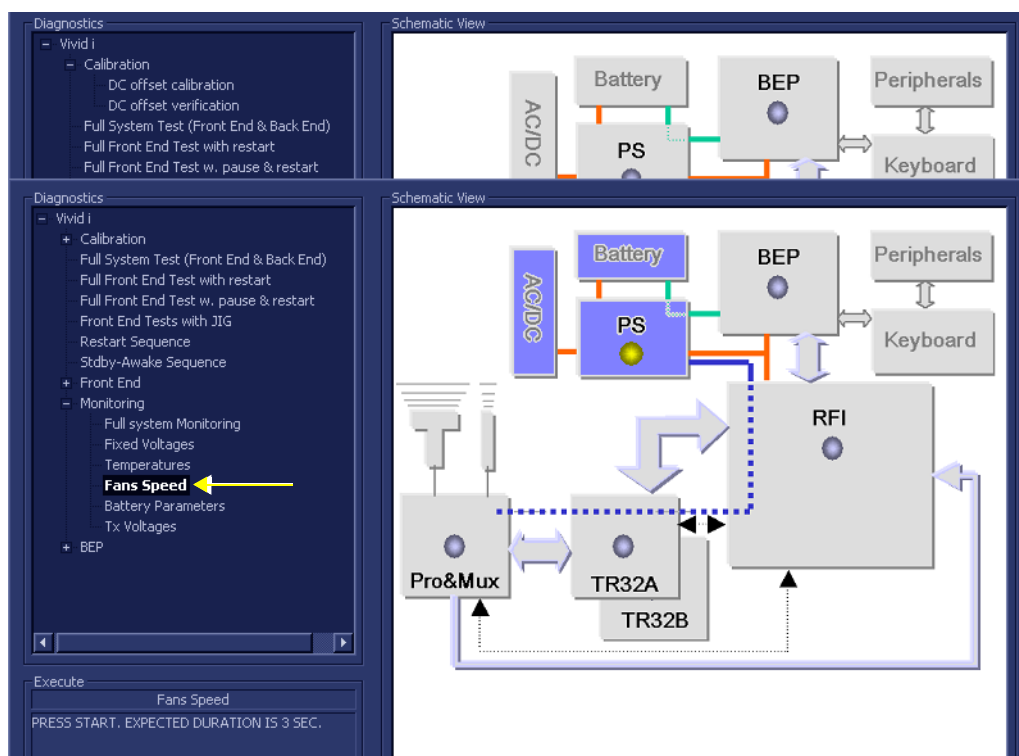 Diagnostics
Vivid i
Calibration
DC offset calibration
DC offset verification
Full System Test (Front End & Back End)
Full Front End Test with restart
Full Front End Test w. pause & restart
Schematic View
AC/DC
Battery
PS
BEP
Peripherals
Keyboard
Diagnostics
Vivid i
Calibration
Full System Test (Front End & Back End)
Full Front End Test with restart
Full Front End Test w. pause & restart
Front End Tests with JIG
Restart Sequence
Stdby-Awake Sequence
Front End
Monitoring
Full system Monitoring
Fixed Voltages
Temperatures
Fans Speed
Battery Parameters
Tx Voltages
BEP
Execute
Fans Speed
PRESS START. EXPECTED DURATION IS 3 SEC.
Schematic View
AC/DC
Battery
PS
BEP
Peripherals
Keyboard
RFI
Pro&Mux
TR32A
TR32B